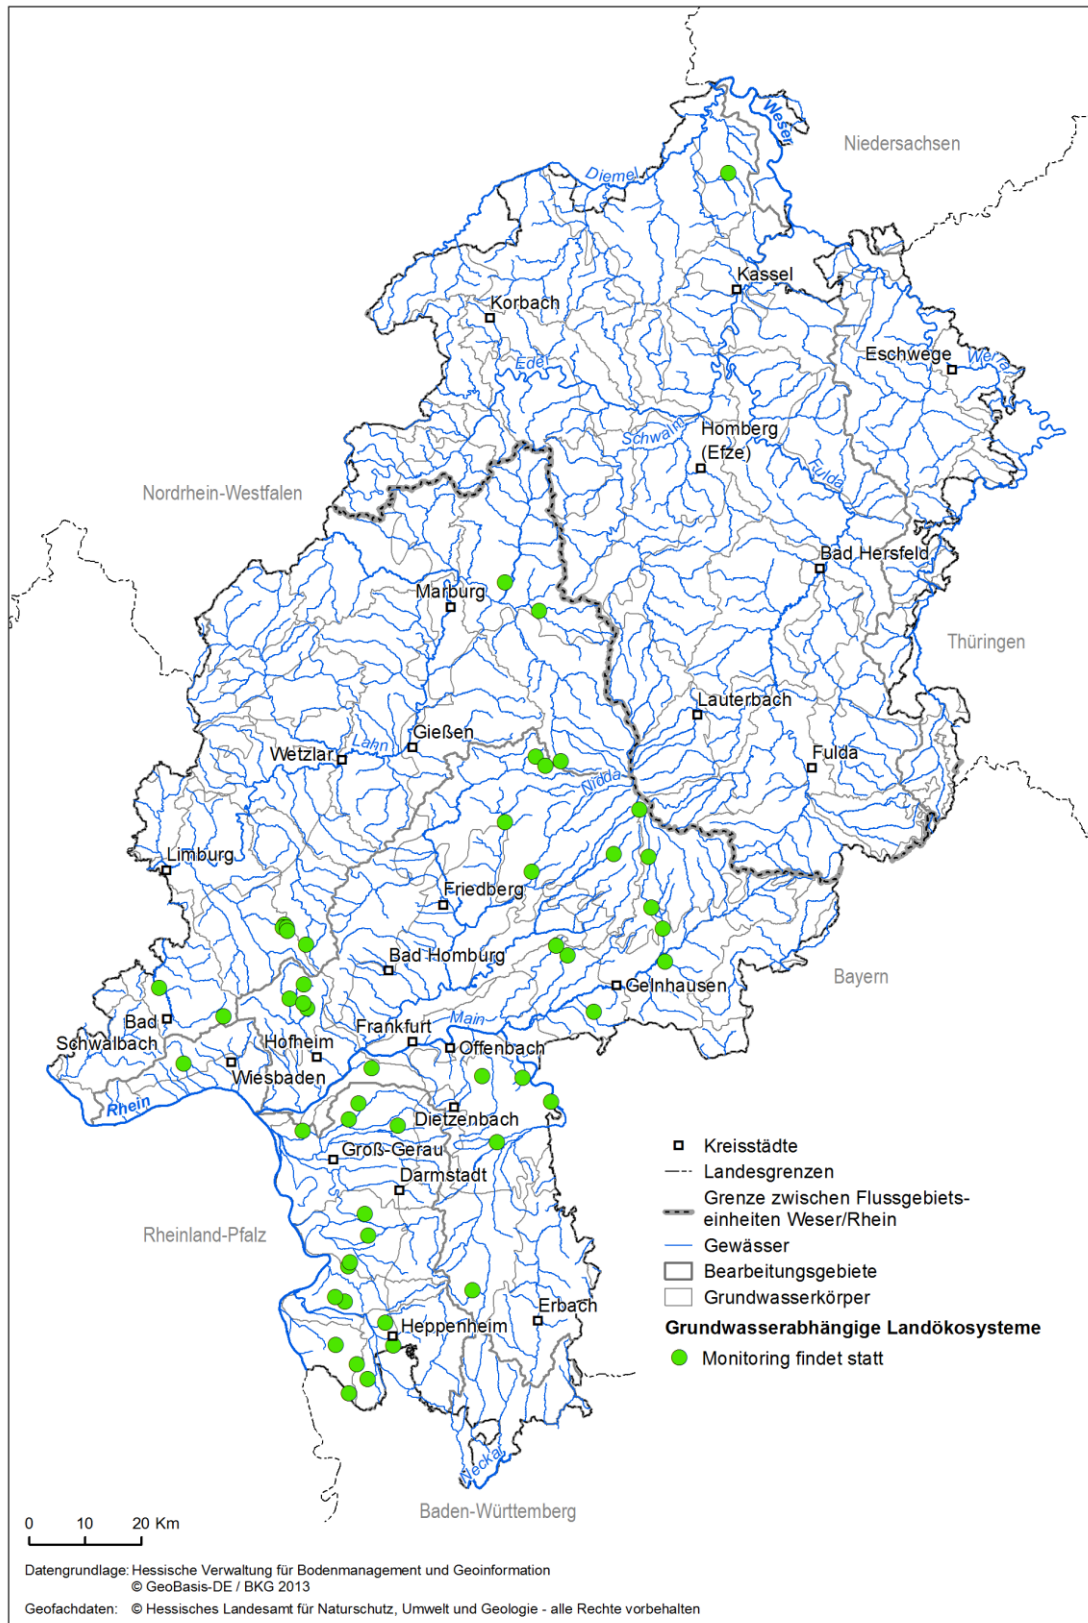 Weser
Niedersachsen
Diemel
Kassel
Korbach
Eschwege
Werra
Eder
Homberg
(Efze)
Schwalm
Fulda
Nordrhein-Westfalen
Bad Hersfeld
Marburg
Thüringen
Lauterbach
Gießen
Lahn
Wetzlar
Fulda
Nidda
Limburg
Friedberg
Bad Homburg
Bayern
Gelnhausen
Bad
Schwalbach
Main
Frankfurt
Hofheim
Offenbach
Wiesbaden
Rhein
Dietzenbach
Groß-Gerau
Darmstadt
Rheinland-Pfalz
Erbach
Heppenheim
Neckar
Baden-Württemberg
Kreisstädte
Landesgrenzen
Grenze zwischen Flussgebiets-
einheiten Weser/Rhein
Gewässer
Bearbeitungsgebiete
Grundwasserkörper
Grundwasserabhängige Landökosysteme
Monitoring findet statt
0 10 20 Km
Datengrundlage: Hessische Verwaltung für Bodenmanagement und Geoinformation
© GeoBasis-DE / BKG 2013
Geofachdaten: © Hessisches Landesamt für Naturschutz, Umwelt und Geologie - alle Rechte vorbehalten